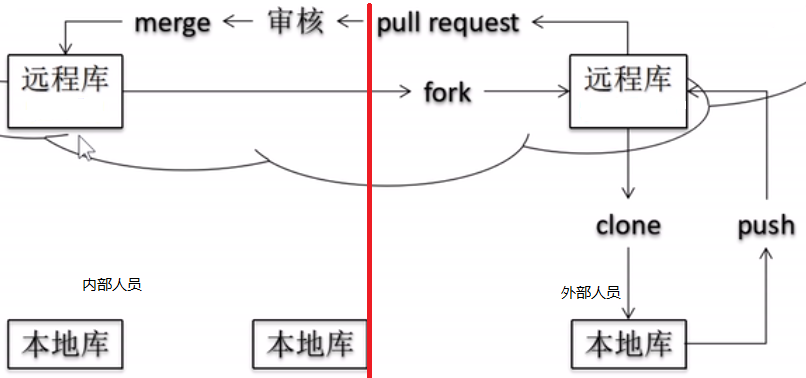 merge
审核
pull request
远程库
fork
远程库
clone
push
内部人员
外部人员
本地库
本地库
本地库